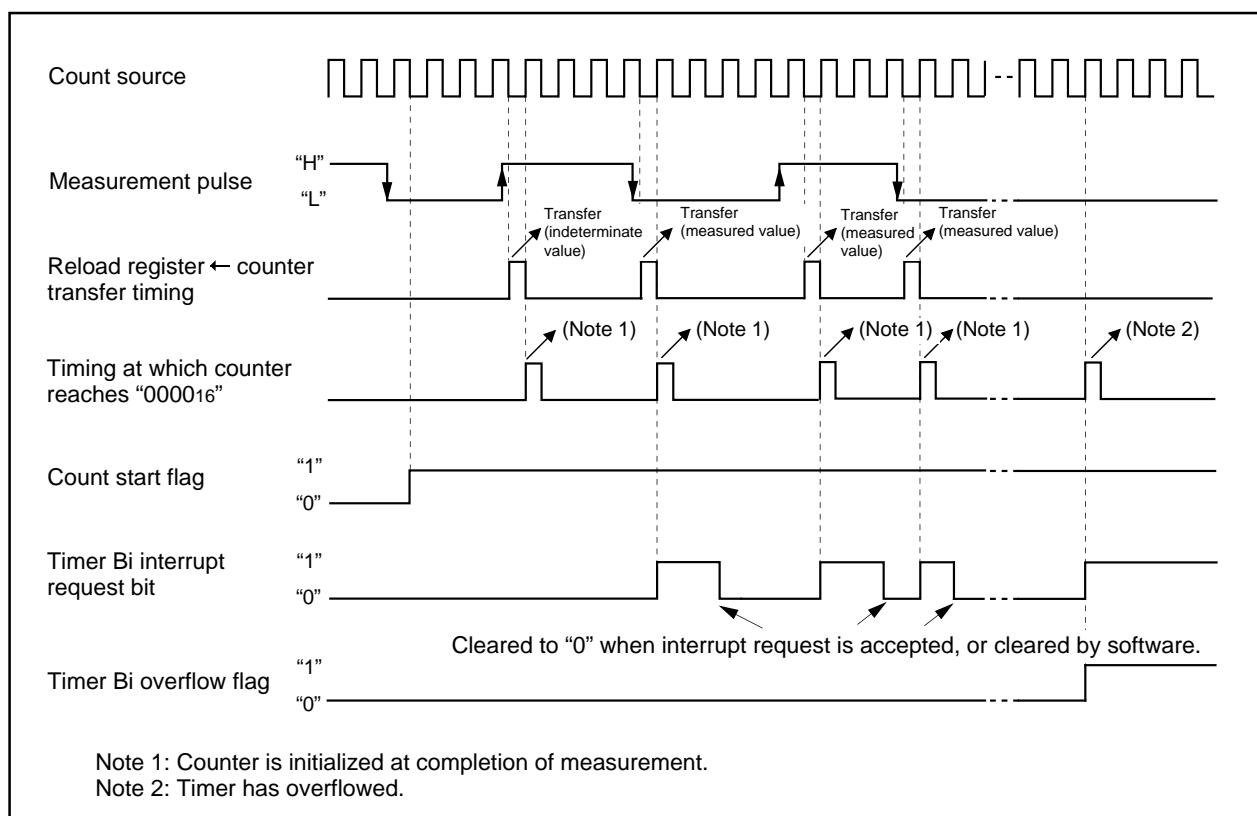 Count source
Measurement pulse
“H”
“L”
Transfer
(indeterminate
value)
Transfer
(measured value)
Transfer
(measured
value)
Transfer
(measured value)
Reload register ← counter
transfer timing
(Note 1)
(Note 1)
(Note 1)
(Note 1)
(Note 2)
Timing at which counter
reaches “000016”
Count start flag
“1”
“0”
Timer Bi interrupt
request bit
“1”
“0”
Cleared to “0” when interrupt request is accepted, or cleared by software.
Timer Bi overflow flag
“1”
“0”
Note 1: Counter is initialized at completion of measurement.
Note 2: Timer has overflowed.